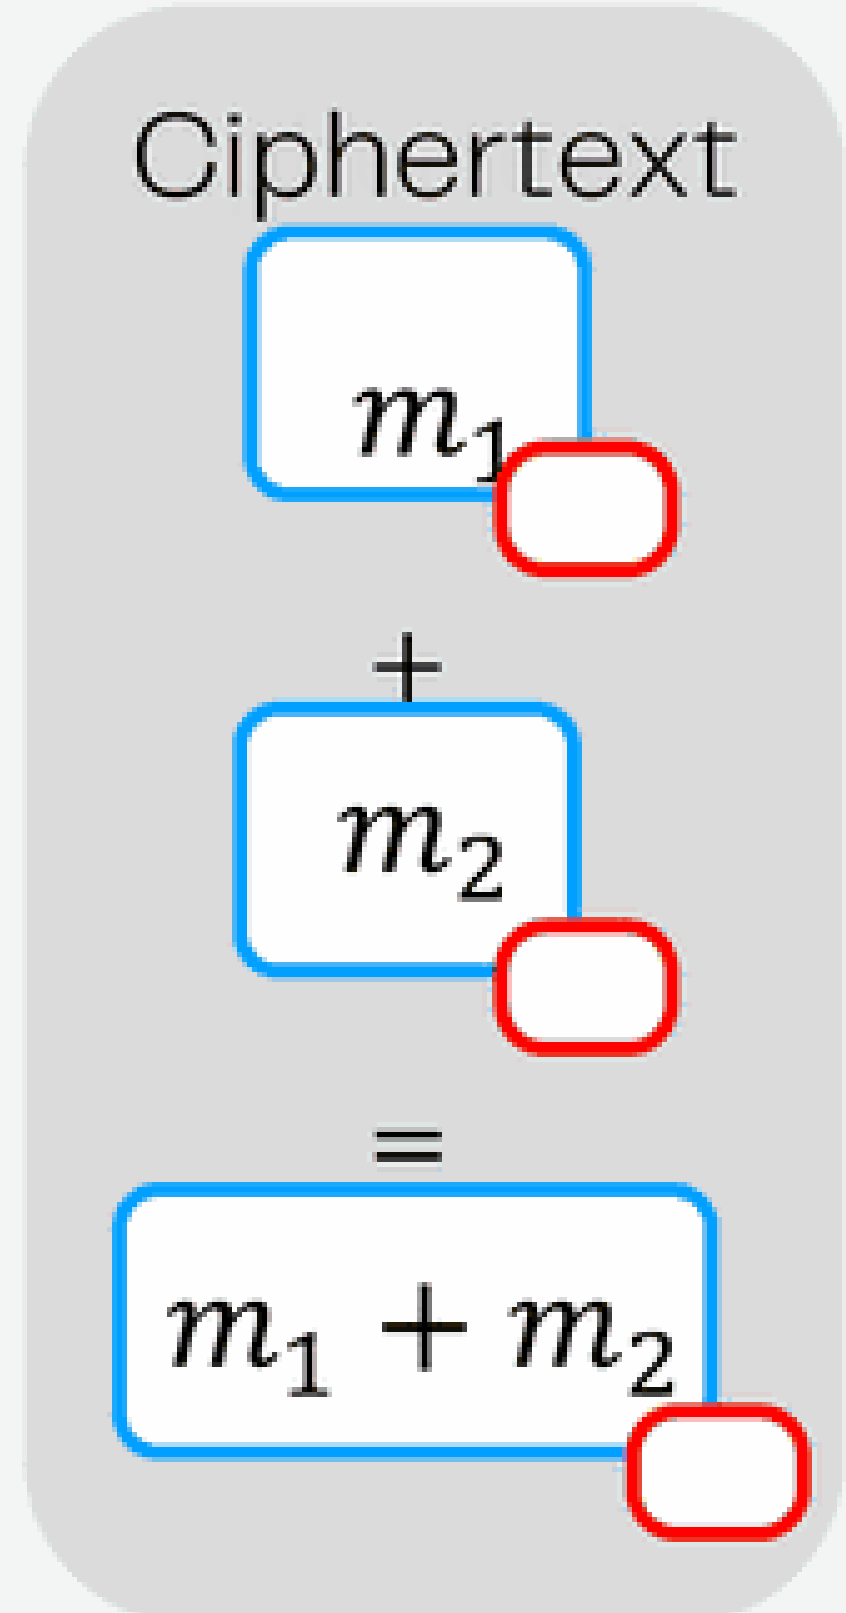 Ciphertext
m₁
+
m₂
=
m₁ + m₂